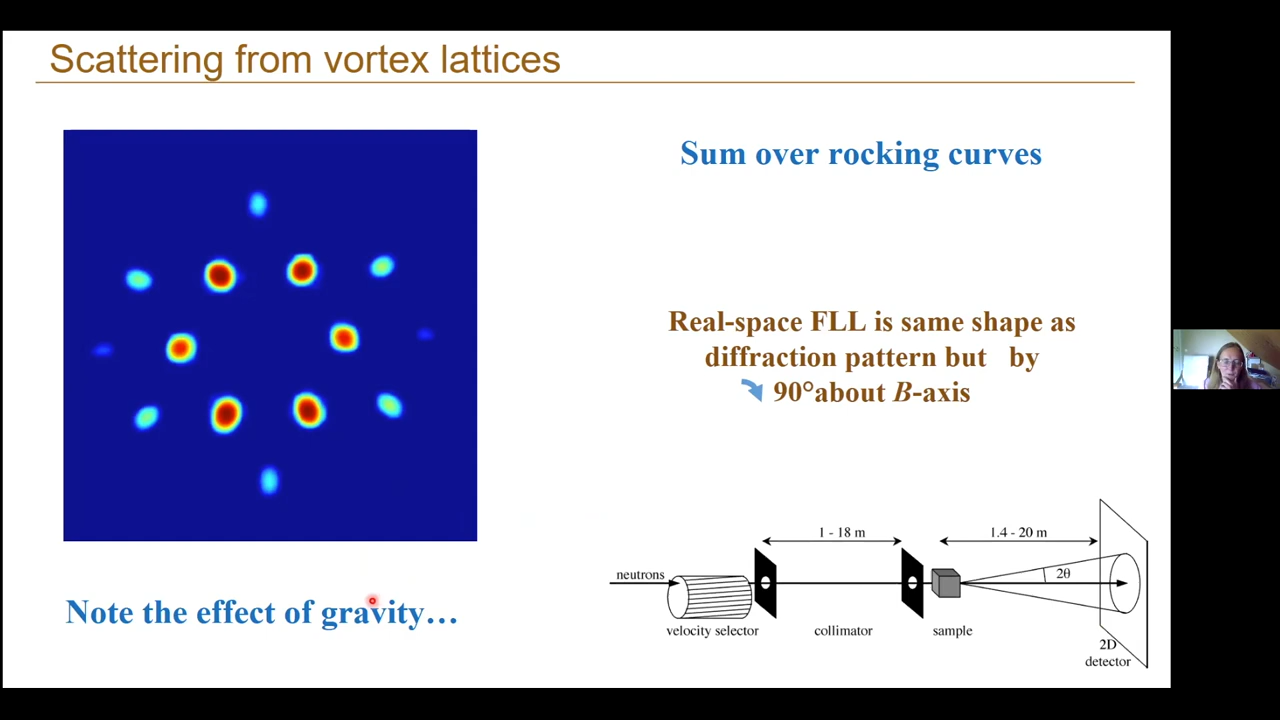 Scattering from vortex lattices
Sum over rocking curves
Real-space FLL is same shape as
diffraction pattern but by
90°about B-axis
Note the effect of gravity…
neutrons
1 - 18 m
1.4 - 20 m
2θ
velocity selector
collimator
sample
2D
detector